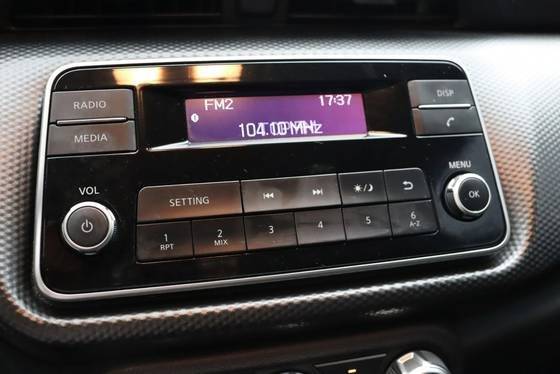 RADIO
MEDIA
FM2 17:37
104.10 MHz
DISP
VOL
MENU
OK
SETTING
1 RPT
2 MIX
3
4
5
6 A-Z